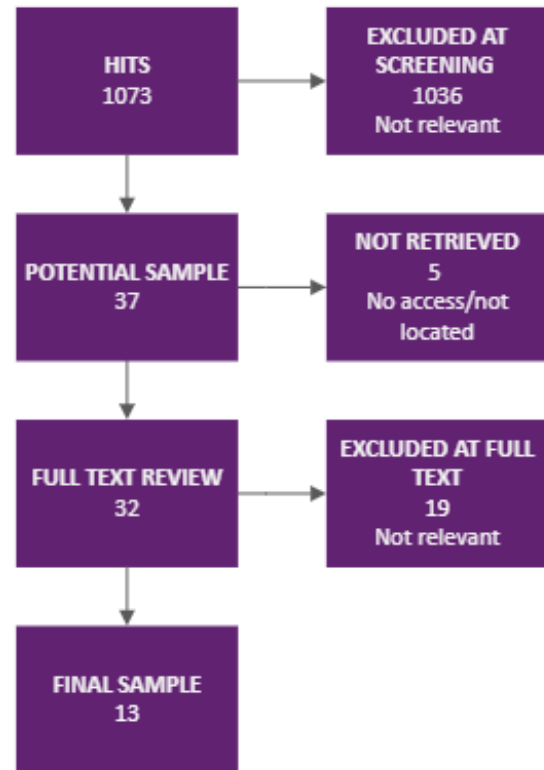 HITS
1073
EXCLUDED AT
SCREENING
1036
Not relevant
POTENTIAL SAMPLE
37
NOT RETRIEVED
5
No access/not
located
FULL TEXT REVIEW
32
EXCLUDED AT FULL
TEXT
19
Not relevant
FINAL SAMPLE
13